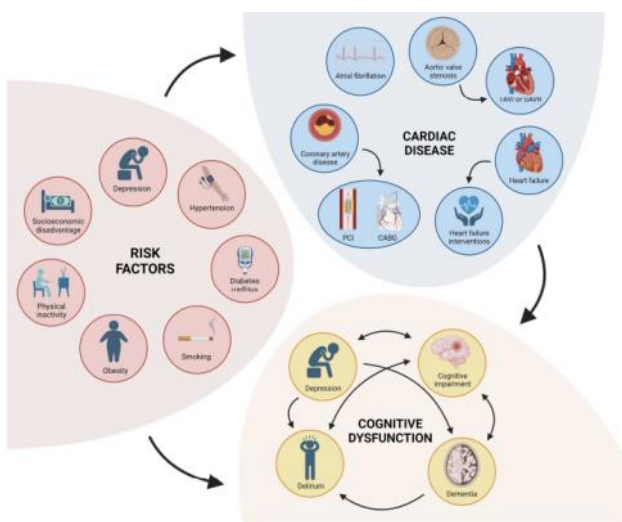 Atrial fibrillation
Aortic valve
stenosis
TAVI or SAVR
CARDIAC
DISEASE
Coronary artery
disease
Heart failure
PCI
CABG
Heart failure
interventions
Depression
Hypertension
Socioeconomic
disadvantage
RISK
FACTORS
Diabetes
mellitus
Physical
inactivity
Obesity
Smoking
Depression
Cognitive
impairment
COGNITIVE
DYSFUNCTION
Delirium
Dementia